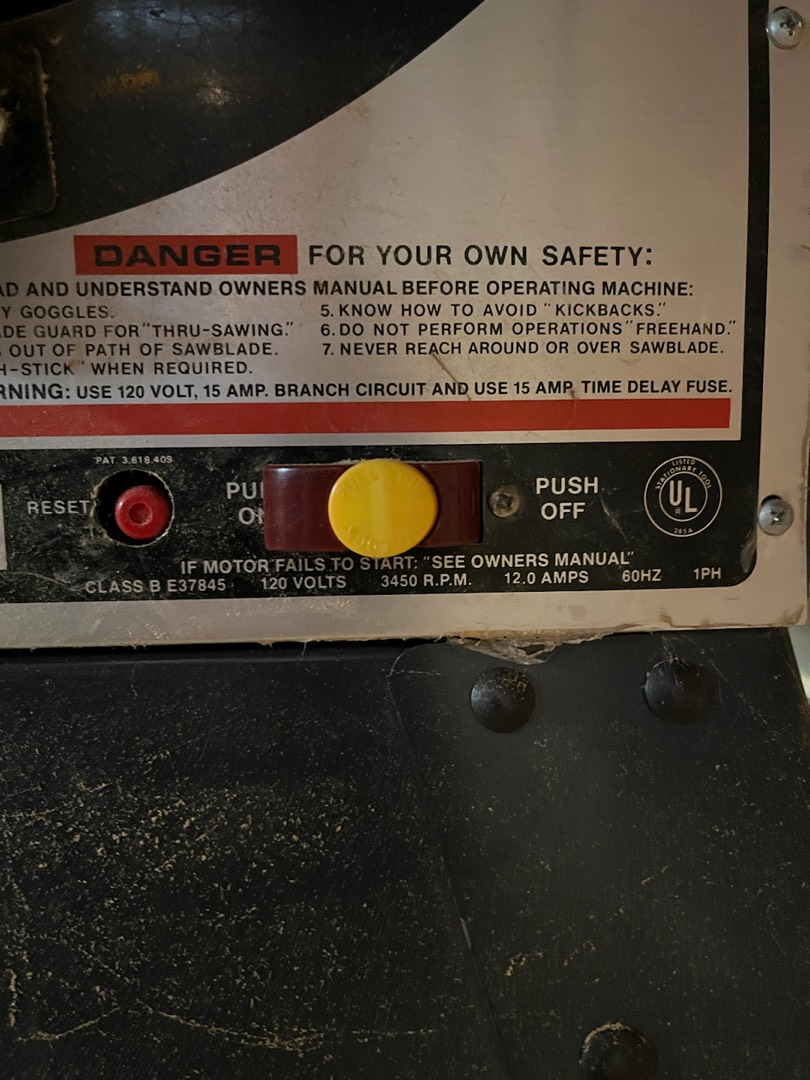 DANGER FOR YOUR OWN SAFETY:
AND UNDERSTAND OWNERS MANUAL BEFORE OPERATING MACHINE:
GOGGLES.
GUARD FOR "THRU-SAWING."
OUT OF PATH OF SAWBLADE.
-STICK" WHEN REQUIRED.
5. KNOW HOW TO AVOID "KICKBACKS."
6. DO NOT PERFORM OPERATIONS "FREEHAND."
7. NEVER REACH AROUND OR OVER SAWBLADE.
RNING: USE 120 VOLT, 15 AMP. BRANCH CIRCUIT AND USE 15 AMP. TIME DELAY FUSE.
PAT. 3,618,409
RESET
PU
ON
PUSH
OFF
LISTED
STATIONARY TOOL
UL
R
785A
IF MOTOR FAILS TO START: "SEE OWNERS MANUAL"
CLASS B E37845 120 VOLTS 3450 R.P.M. 12.0 AMPS 60HZ 1PH